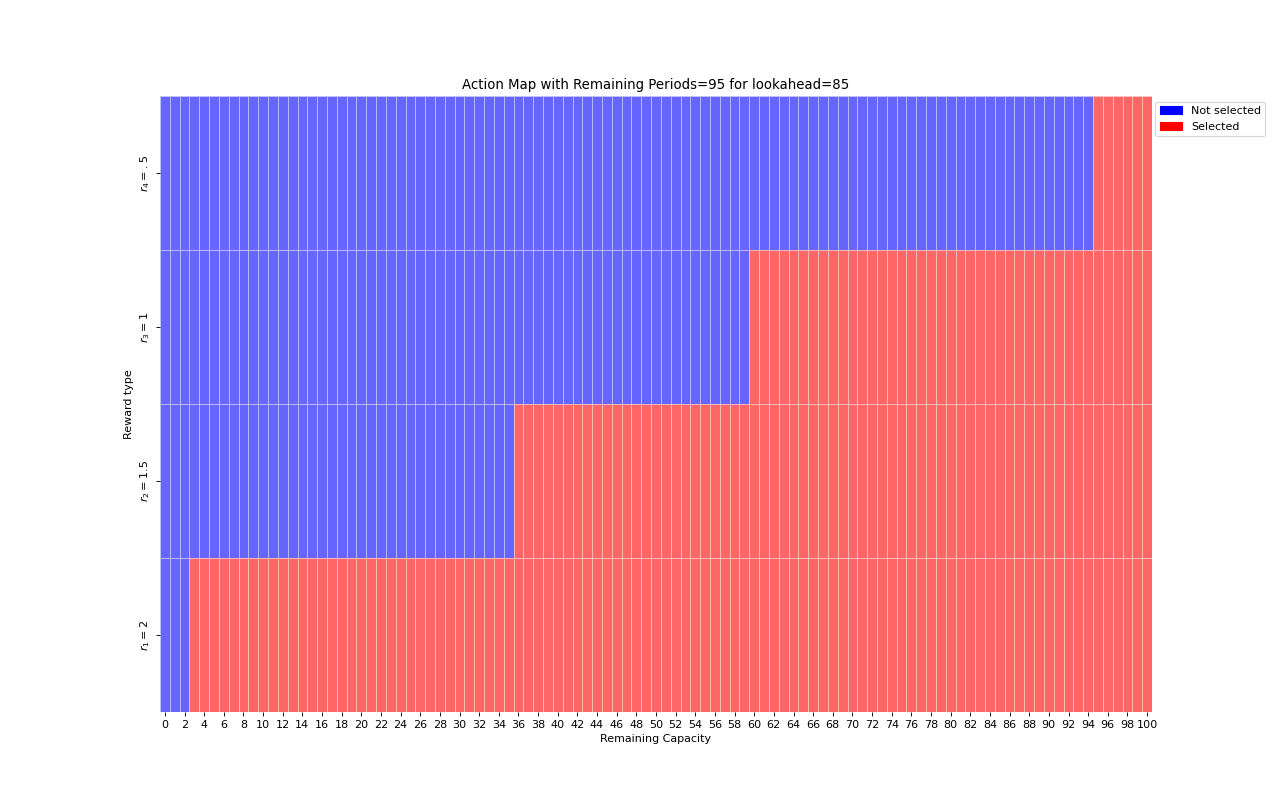 Action Map with Remaining Periods=95 for lookahead=85
Not selected
Selected
r₄ = .5
r₃ = 1
Reward type
r₂ = 1.5
r₁ = 2
0 2 4 6 8 10 12 14 16 18 20 22 24 26 28 30 32 34 36 38 40 42 44 46 48 50 52 54 56 58 60 62 64 66 68 70 72 74 76 78 80 82 84 86 88 90 92 94 96 98 100
Remaining Capacity